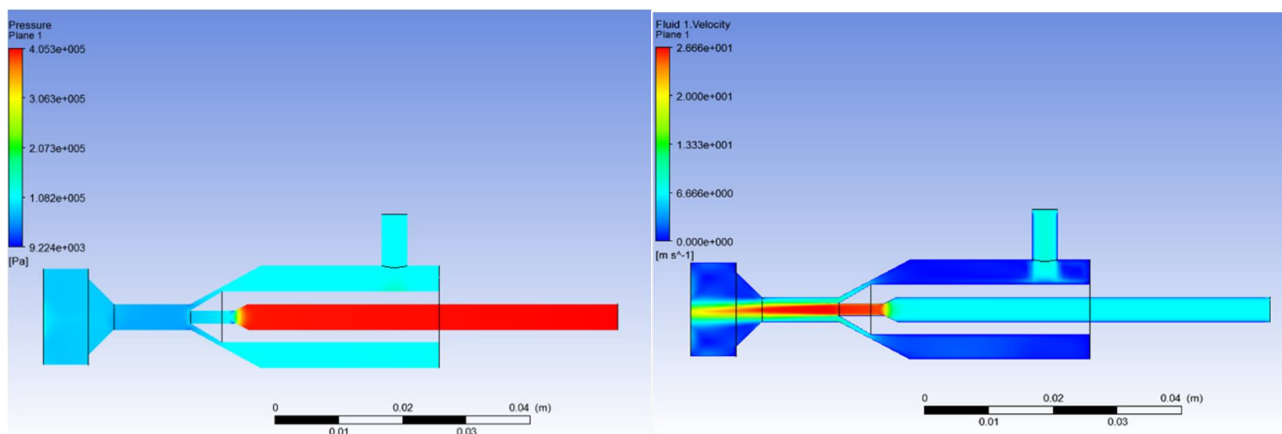 Pressure
Plane 1
4.053e+005
3.063e+005
2.073e+005
1.082e+005
9.224e+003
[Pa]
0 0.02 0.04 (m)
0.01 0.03
Fluid 1.Velocity
Plane 1
2.666e+001
2.000e+001
1.333e+001
6.666e+000
0.000e+000
[m s^-1]
0 0.02 0.04 (m)
0.01 0.03